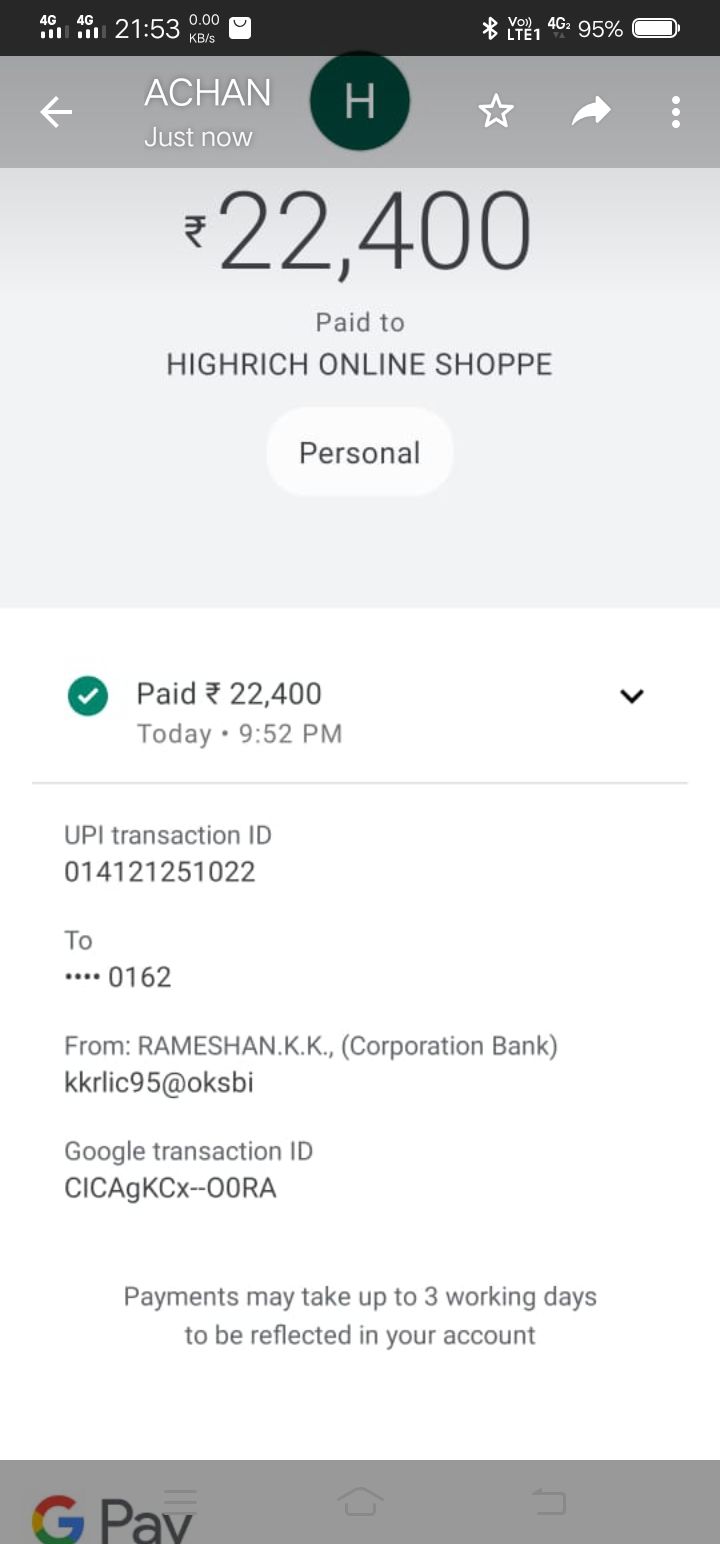 4G 4G 21:53 0.00 KB/s Vo)) LTE1 4G2 95%
ACHAN
H
Just now
₹22,400
Paid to
HIGHRICH ONLINE SHOPPE
Personal
Paid ₹ 22,400
Today • 9:52 PM
UPI transaction ID
014121251022
To
•••• 0162
From: RAMESHAN.K.K., (Corporation Bank)
kkrlic95@oksbi
Google transaction ID
CICAgKCx--O0RA
Payments may take up to 3 working days
to be reflected in your account
G Pay